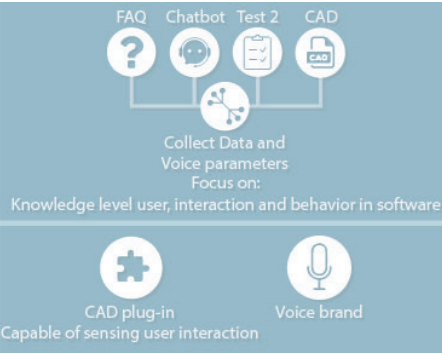 FAQ Chatbot Test 2 CAD
CAD
Collect Data and
Voice parameters
Focus on:
Knowledge level user, interaction and behavior in software
CAD plug-in Voice brand
Capable of sensing user interaction